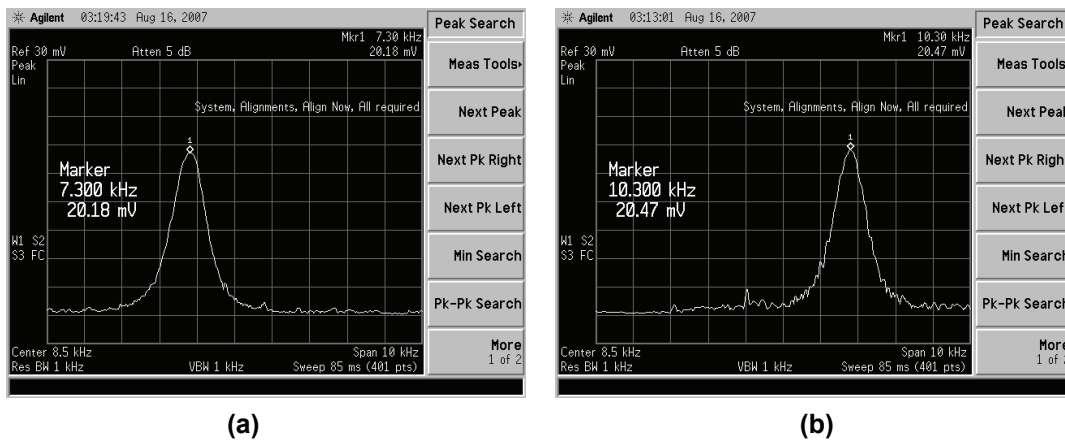 Agilent 03:19:43 Aug 16, 2007
Peak Search
Mkr1 7.30 kHz
Ref 30 mV Atten 5 dB 20.18 mV
Peak
Lin
System, Alignments, Align Now, All required
1
Marker
7.300 kHz
20.18 mV
W1 S2
S3 FC
Center 8.5 kHz Span 10 kHz
Res BW 1 kHz VBW 1 kHz Sweep 85 ms (401 pts)
Meas Tools
Next Peak
Next Pk Right
Next Pk Left
Min Search
Pk-Pk Search
More
1 of 2
(a)
Agilent 03:13:01 Aug 16, 2007
Peak Search
Mkr1 10.30 kHz
Ref 30 mV Atten 5 dB 20.47 mV
Peak
Lin
System, Alignments, Align Now, All required
1
Marker
10.300 kHz
20.47 mV
W1 S2
S3 FC
Center 8.5 kHz Span 10 kHz
Res BW 1 kHz VBW 1 kHz Sweep 85 ms (401 pts)
Meas Tools
Next Peak
Next Pk Righ
Next Pk Lef
Min Search
Pk-Pk Search
More
1 of 2
(b)